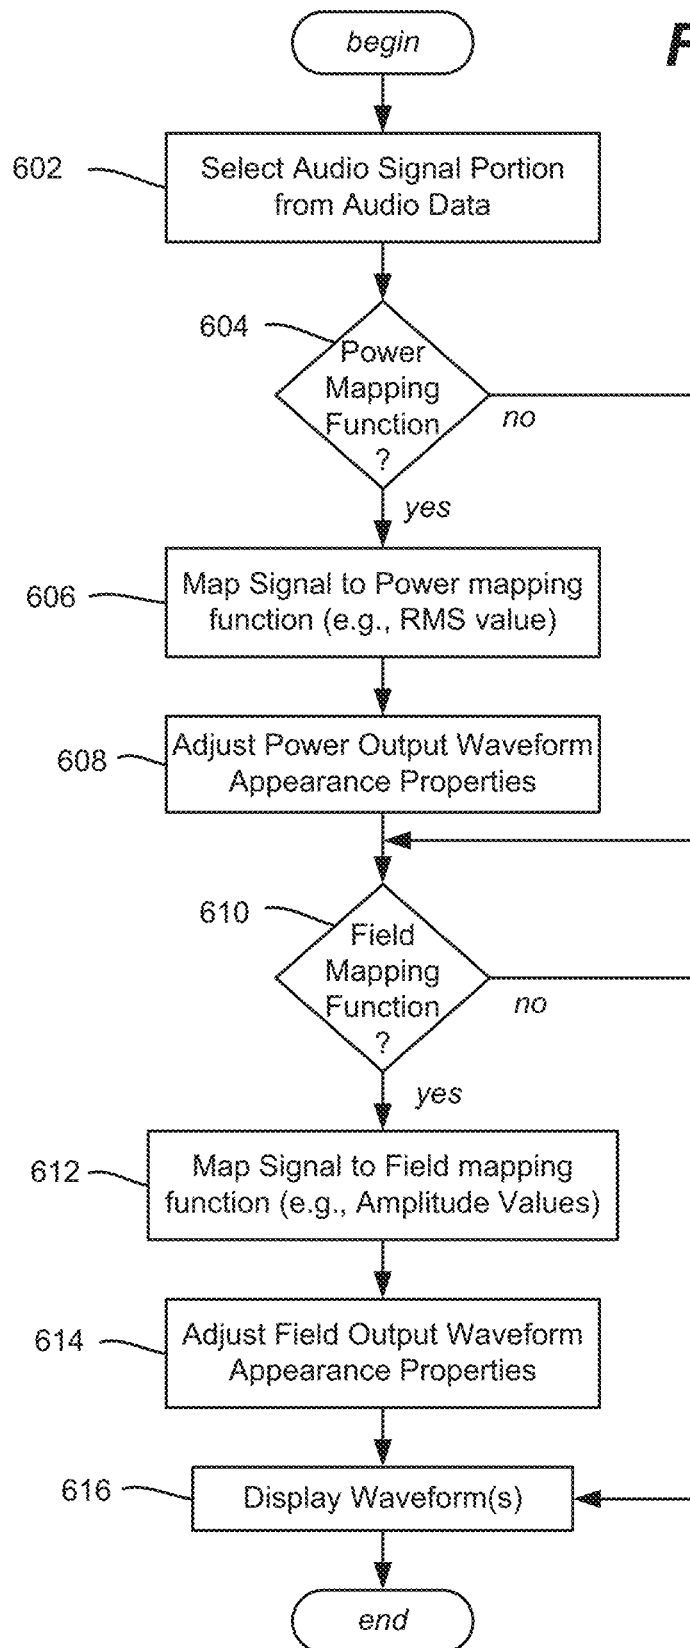 begin
F
602
Select Audio Signal Portion
from Audio Data
604
Power
Mapping
Function
?
no
yes
606
Map Signal to Power mapping
function (e.g., RMS value)
608
Adjust Power Output Waveform
Appearance Properties
610
Field
Mapping
Function
?
no
yes
612
Map Signal to Field mapping
function (e.g., Amplitude Values)
614
Adjust Field Output Waveform
Appearance Properties
616
Display Waveform(s)
end